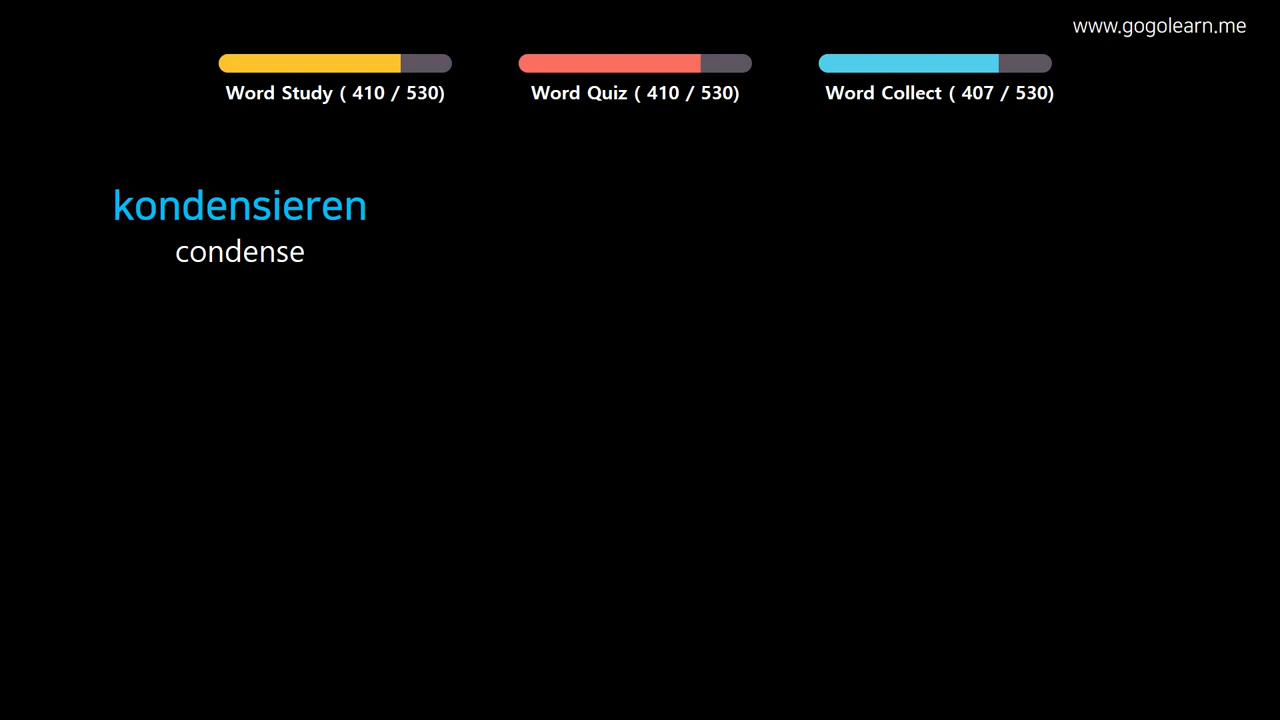 www.gogolearn.me
Word Study ( 410 / 530)
Word Quiz ( 410 / 530)
Word Collect ( 407 / 530)
kondensieren
condense